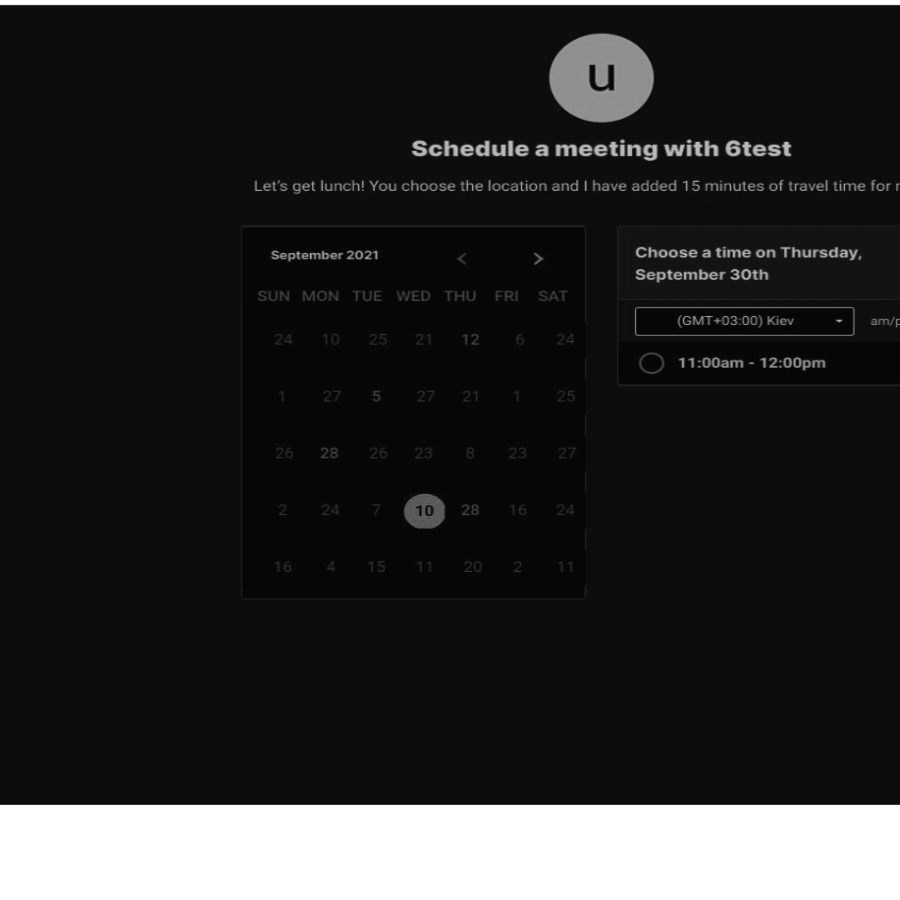 u
Schedule a meeting with 6test
Let's get lunch! You choose the location and I have added 15 minutes of travel time for
September 2021 < >
SUN MON TUE WED THU FRI SAT
24 10 25 21 12 6 24
1 27 5 27 21 1 25
26 28 26 23 8 23 27
2 24 7 10 28 16 24
16 4 15 11 20 2 11
Choose a time on Thursday,
September 30th
(GMT+03:00) Kiev am/p
11:00am - 12:00pm